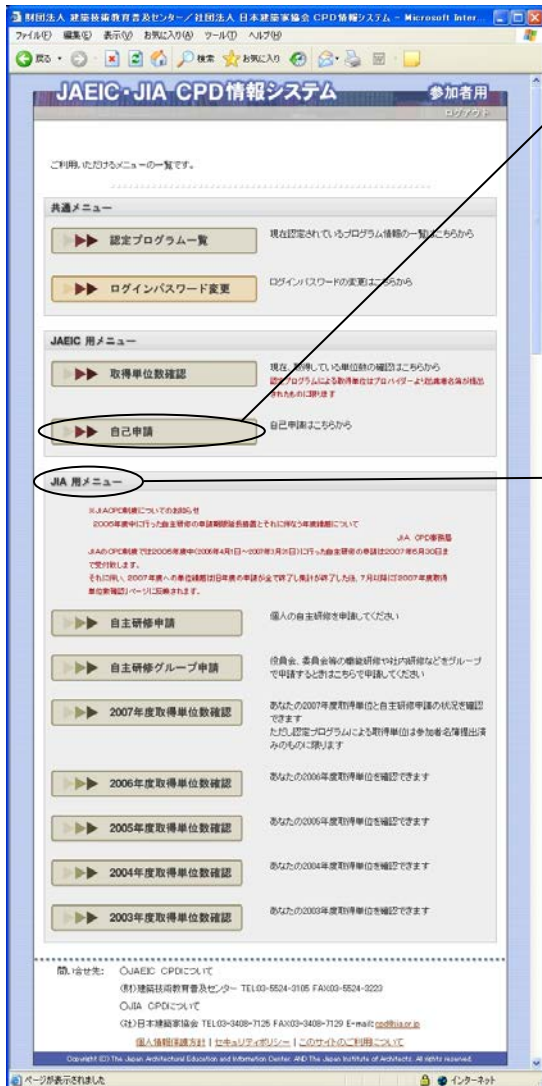 財団法人 建築技術教育普及センター／社団法人 日本建築家協会 CPD情報システム - Microsoft Inter...
ファイル(F) 編集(E) 表示(V) お気に入り(A) ツール(T) ヘルプ(H)
戻る 検索 お気に入り
JAEIC・JIA CPD情報システム 参加者用
ログアウト
ご利用いただけるメニューの一覧です。
共通メニュー
認定プログラム一覧 現在認定されているプログラム情報の一覧はこちらから
ログインパスワード変更 ログインパスワードの変更はこちらから
JAEIC 用メニュー
取得単位数確認 現在、取得している単位数の確認はこちらから
認定プログラムによる取得単位はプロバイダーより出席者名簿が提出
されたものに限ります
自己申請 自己申請はこちらから
JIA 用メニュー
※JIAのCPD制度についてのお知らせ
2006年度中に行った自主研修の申請期限延長措置とそれに伴なう年度繰越について
JIA CPD事務局
JIAのCPD制度では2006年度中(2006年4月1日～2007年3月31日)に行った自主研修の申請は2007年6月30日ま
で受付致します。
それに伴い、2007年度への単位繰越は旧年度の申請が全て終了し集計が終了した後、7月以降に「2007年度取得
単位数確認」ページに反映されます。
自主研修申請 個人の自主研修を申請してください
自主研修グループ申請 役員会、委員会等の職能研修や社内研修などをグループ
で申請するときはこちらで申請してください
2007年度取得単位数確認 あなたの2007年度取得単位と自主研修申請の状況を確認
できます
ただし認定プログラムによる取得単位は参加者名簿提出済
みのものに限ります
2006年度取得単位数確認 あなたの2006年度取得単位を確認できます
2005年度取得単位数確認 あなたの2005年度取得単位を確認できます
2004年度取得単位数確認 あなたの2004年度取得単位を確認できます
2003年度取得単位数確認 あなたの2003年度取得単位を確認できます
問い合せ先: ○JAEIC CPDについて
(財)建築技術教育普及センター TEL03-5524-3105 FAX03-5524-3223
○JIA CPDについて
(社)日本建築家協会 TEL03-3408-7125 FAX03-3408-7129 E-mail:cpd@jia.or.jp
個人情報保護方針 | セキュリティポリシー | このサイトのご利用について
Copyright (C) The Japan Architectural Education and Information Center. AND The Japan Institute of Architects. All rights reserved.
ページが表示されました インターネット